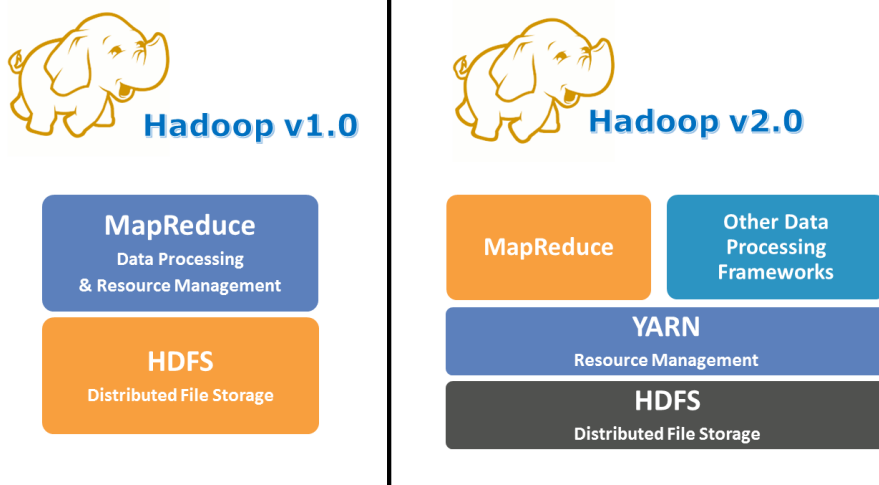 Hadoop v1.0
MapReduce
Data Processing
& Resource Management
HDFS
Distributed File Storage
Hadoop v2.0
MapReduce
Other Data
Processing
Frameworks
YARN
Resource Management
HDFS
Distributed File Storage